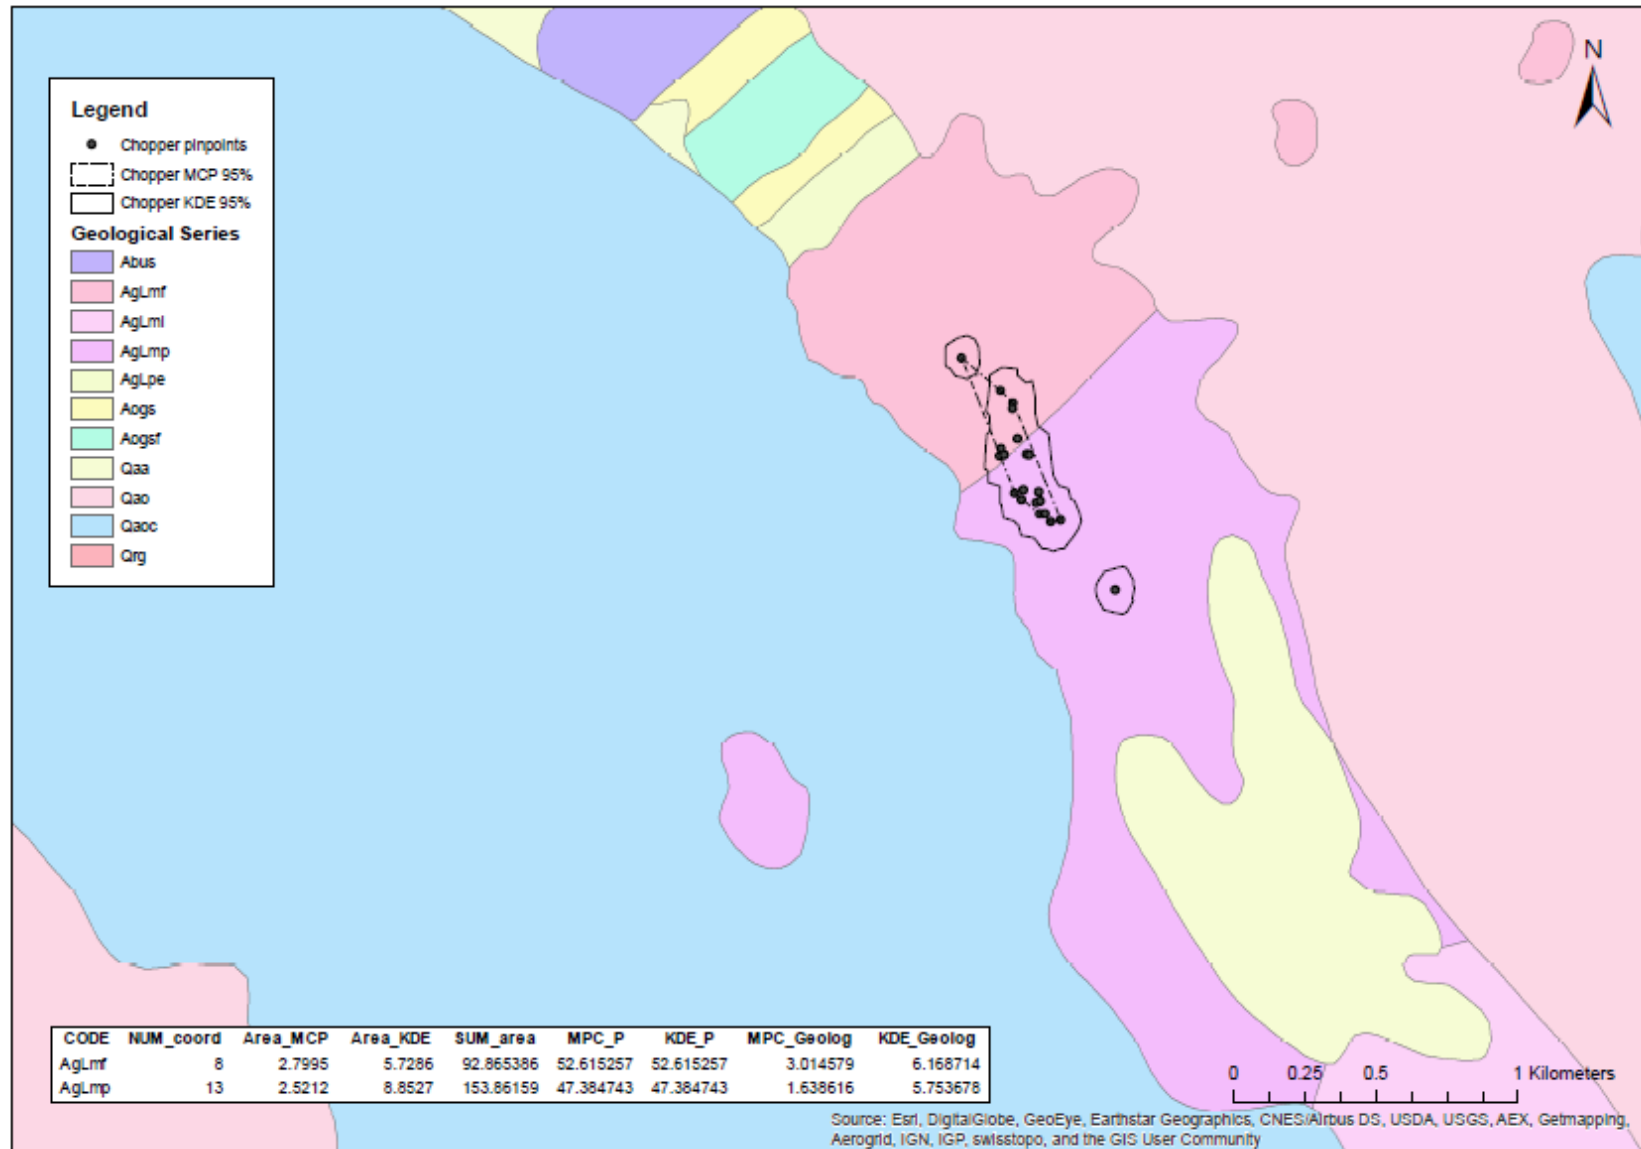 N
Legend
Chopper pinpoints
Chopper MCP 95%
Chopper KDE 95%
Geological Series
Abus
AgLmf
AgLmi
AgLmp
AgLpe
Aogs
Aogsf
Qaa
Qao
Qaoc
Qrg
CODE NUM_coord Area_MCP Area_KDE SUM_area MPC_P KDE_P MPC_Geolog KDE_Geolog
AgLmf 8 2.7995 5.7286 92.865386 52.615257 52.615257 3.014579 6.168714
AgLmp 13 2.5212 8.8527 153.86159 47.384743 47.384743 1.638616 5.753678
0 0.25 0.5 1 Kilometers
Source: Esri, DigitalGlobe, GeoEye, Earthstar Geographics, CNES/Airbus DS, USDA, USGS, AEX, Getmapping,
Aerogrid, IGN, IGP, swisstopo, and the GIS User Community